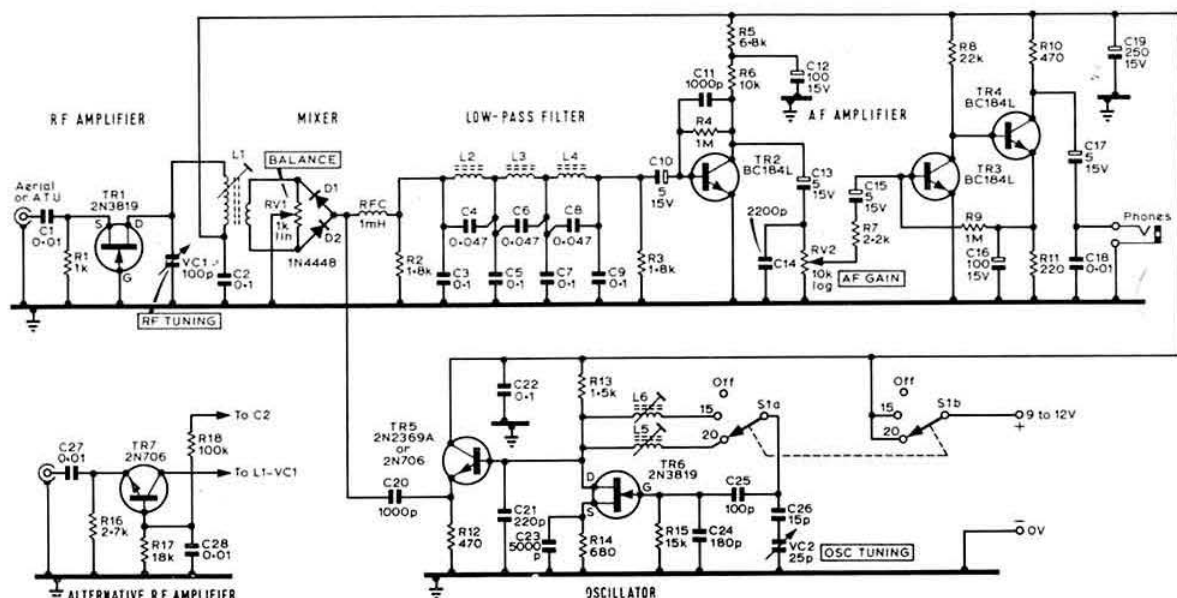 RF AMPLIFIER
MIXER
LOW-PASS FILTER
AF AMPLIFIER
Aerial
or ATU
C1
0·01
R1
1k
TR1
2N3819
S
D
G
VC1
100p
RF TUNING
C2
0·1
L1
BALANCE
RV1
1k
lin
D1
D2
1N4448
RFC
1mH
R2
1·8k
L2
L3
L4
C4
0·047
C6
0·047
C8
0·047
C3
0·1
C5
0·1
C7
0·1
C9
0·1
R3
1·8k
C10
5
15V
C11
1000p
R4
1M
R5
6·8k
R6
10k
C12
100
15V
TR2
BC184L
C13
5
15V
2200p
C14
RV2
10k
log
AF GAIN
C15
5
15V
R7
2·2k
R8
22k
R10
470
TR4
BC184L
TR3
BC184L
R9
1M
C16
100
15V
R11
220
C17
5
15V
C18
0·01
C19
250
15V
Phones
C27
0·01
TR7
2N706
R16
2·7k
R17
18k
R18
100k
C28
0·01
To C2
To L1-VC1
ALTERNATIVE RF AMPLIFIER
C20
1000p
TR5
2N2369A
or
2N706
R12
470
C22
0·1
C21
220p
R13
1·5k
L6
L5
C23
5000
p
R14
680
TR6
2N3819
D
S
G
R15
15k
C24
180p
C25
100p
C26
15p
VC2
25p
OSC TUNING
Off
15
20
S1a
Off
15
20
S1b
9 to 12V
+
−
0V
OSCILLATOR